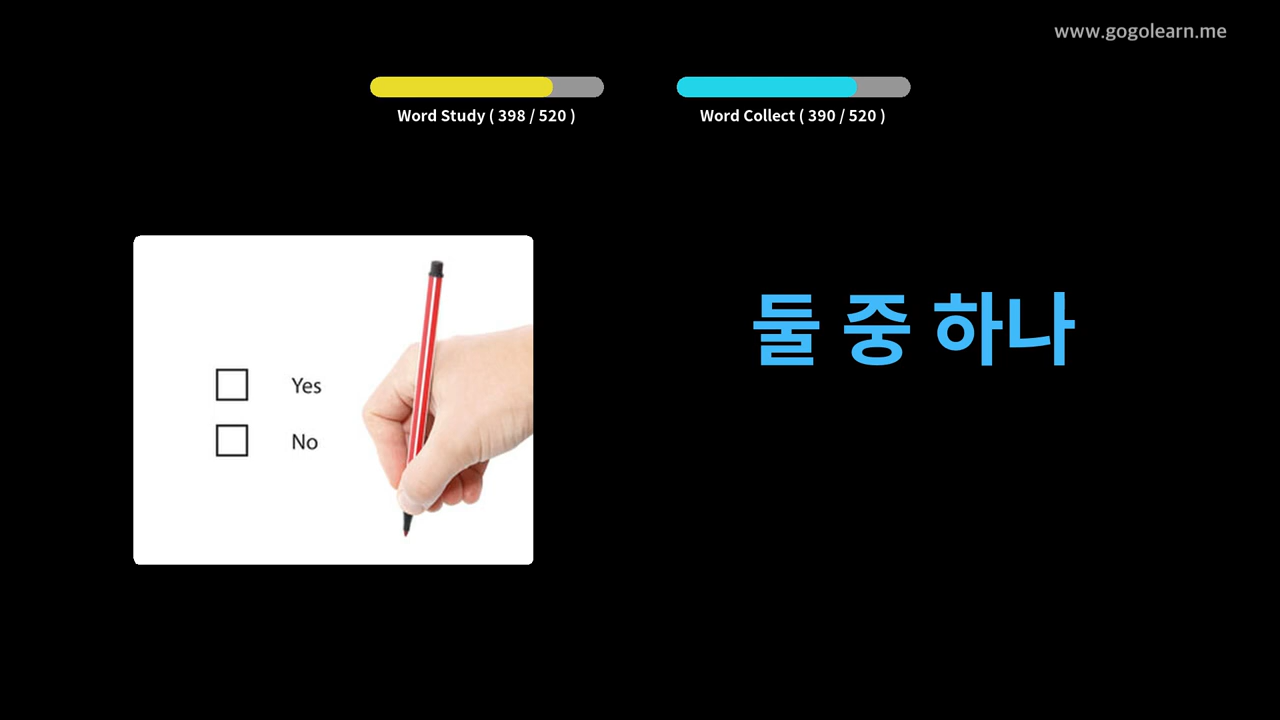 www.gogolearn.me
Word Study ( 398 / 520 )
Word Collect ( 390 / 520 )
둘 중 하나
Yes
No